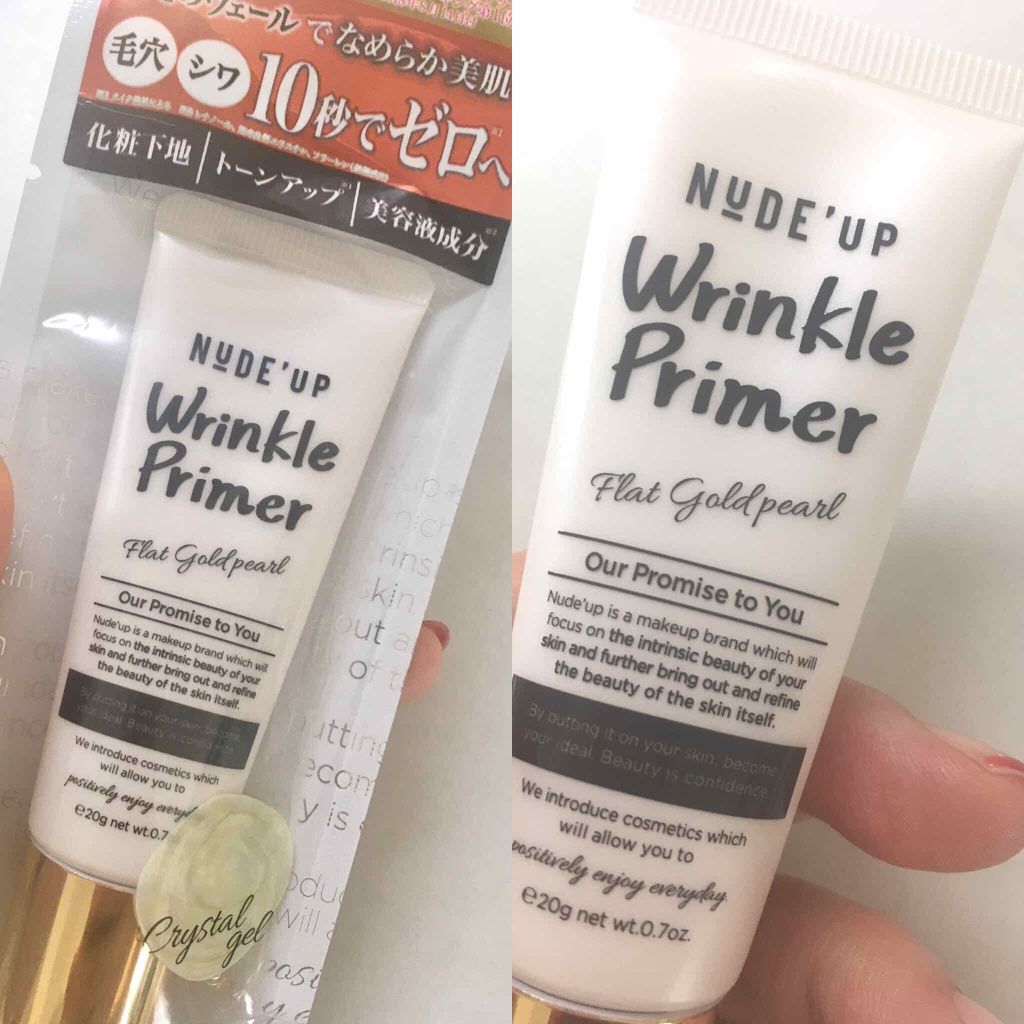 ヴェールでなめらか美肌
毛穴 シワ 10秒でゼロへ
化粧下地 トーンアップ 美容液成分
NUDE'UP
Wrinkle
Primer
Flat Goldpearl
Our Promise to You
Nude'up is a makeup brand which will
focus on the intrinsic beauty of your
skin and further bring out and refine
the beauty of the skin itself.
By putting it on your skin, become
your ideal. Beauty is confidence.
We introduce cosmetics which
will allow you to
positively enjoy
℮20g net wt.0.7
Crystal
gel
NUDE'UP
Wrinkle
Primer
Flat Goldpearl
Our Promise to You
Nude'up is a makeup brand which will
focus on the intrinsic beauty of your
skin and further bring out and refine
the beauty of the skin itself.
By putting it on your skin, become
your ideal. Beauty is confidence.
We introduce cosmetics which
will allow you to
positively enjoy everyday.
℮20g net wt.0.7oz.